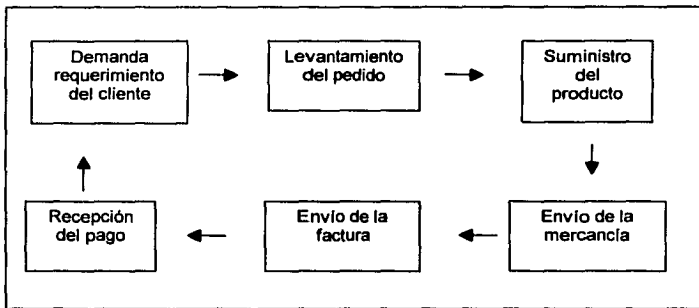 Demanda
requerimiento
del cliente
Levantamiento
del pedido
Suministro
del
producto
Recepción
del pago
Envío de la
factura
Envío de la
mercancía